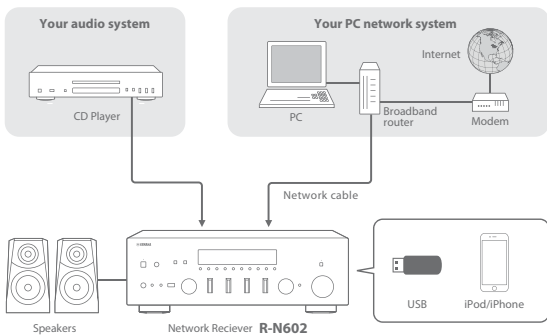 Your audio system
Your PC network system
Internet
CD Player
PC
Broadband
router
Modem
Network cable
YAMAHA
USB
iPod/iPhone
Speakers
Network Reciever R-N602